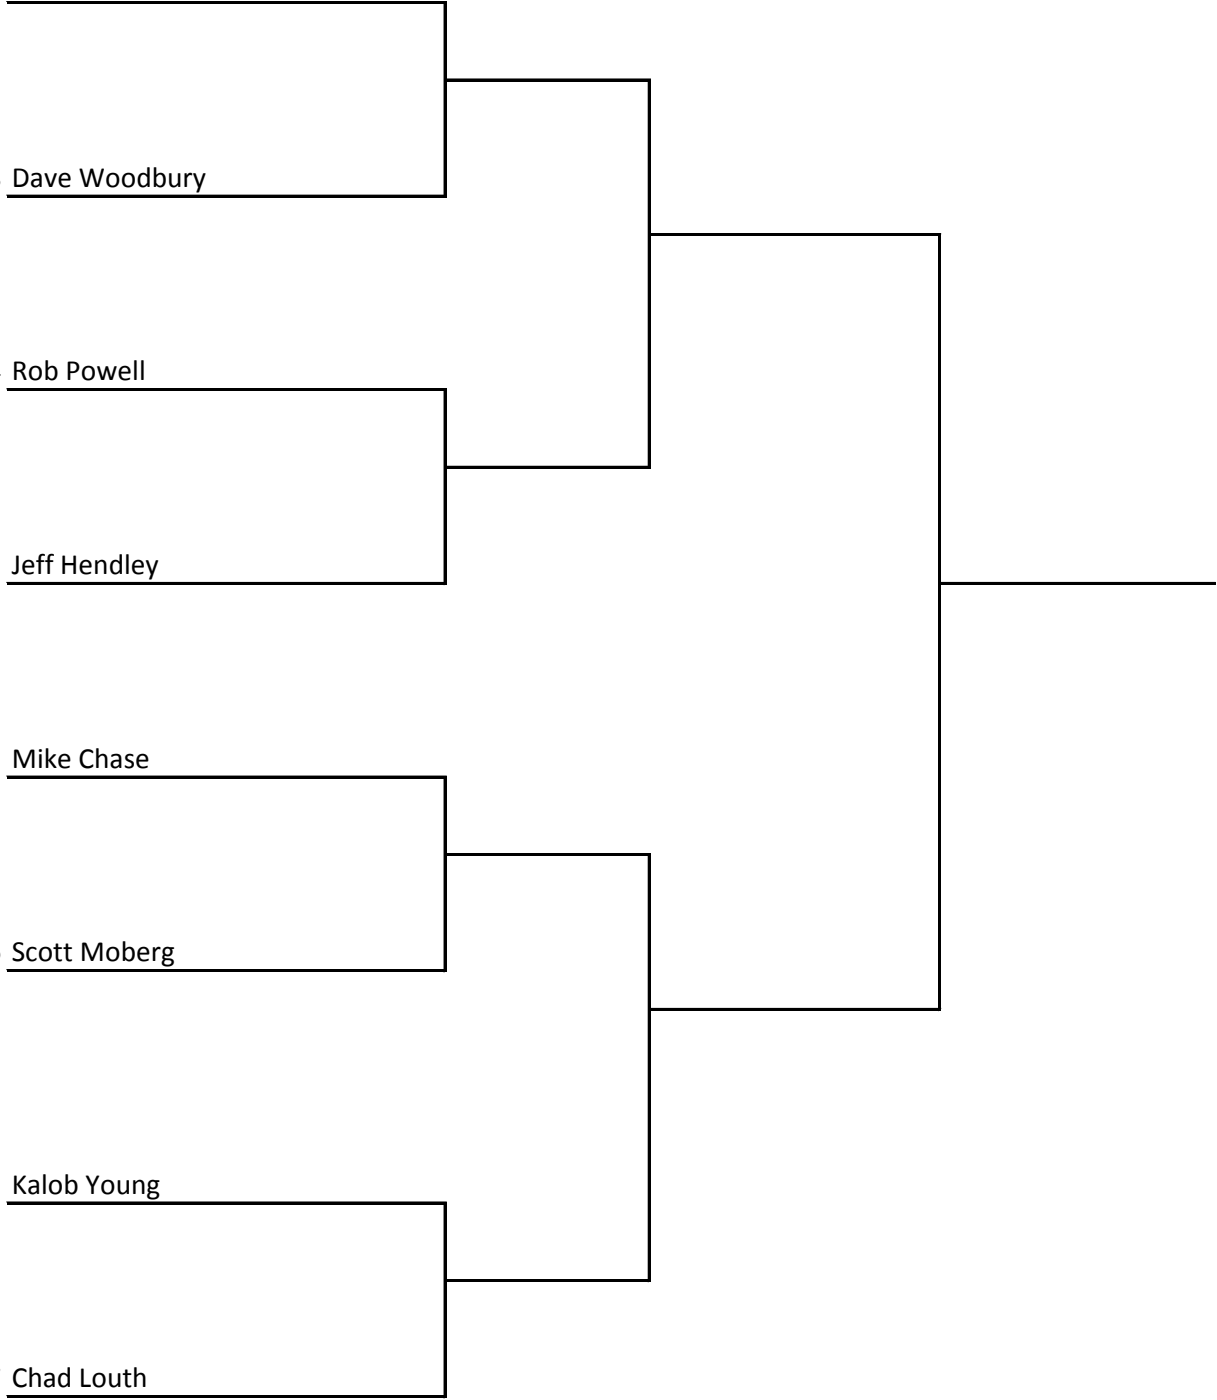 Dave Woodbury
Rob Powell
Jeff Hendley
Mike Chase
Scott Moberg
Kalob Young
Chad Louth